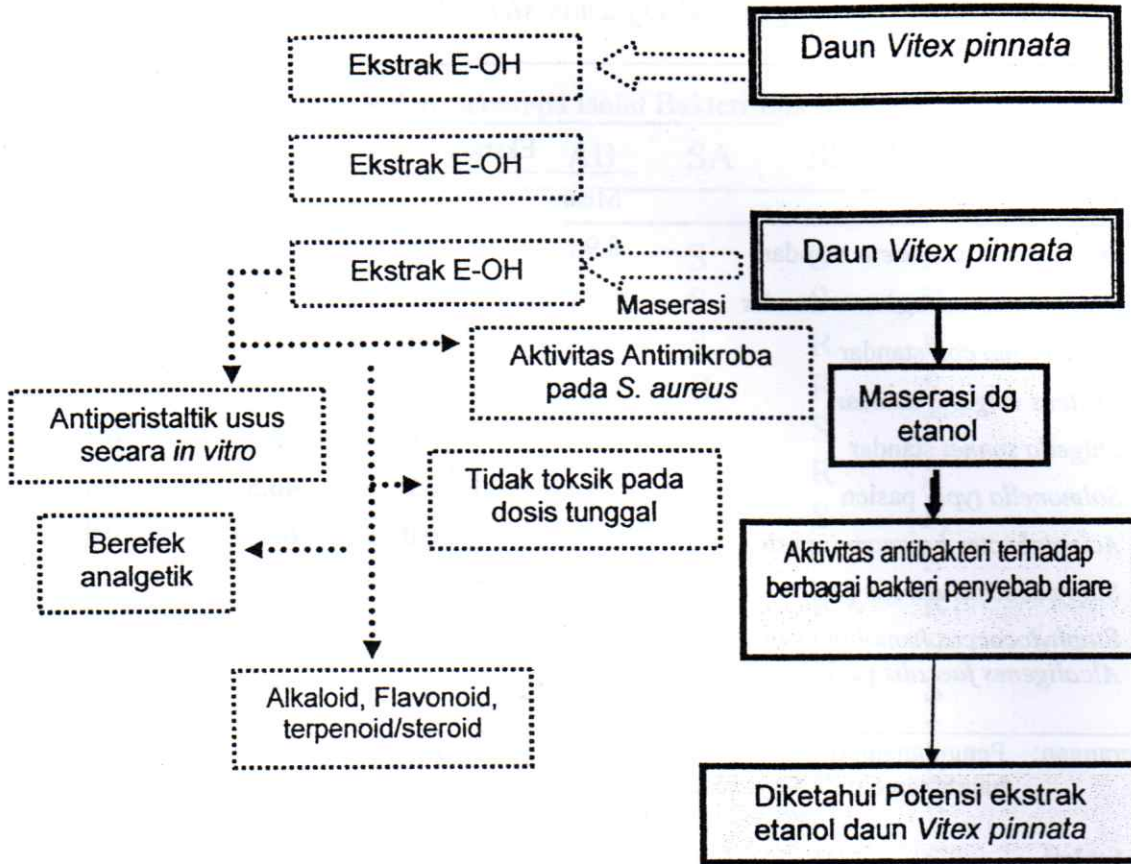 Ekstrak E-OH
Daun Vitex pinnata
Ekstrak E-OH
Ekstrak E-OH
Daun Vitex pinnata
Maserasi
Aktivitas Antimikroba
pada S. aureus
Maserasi dg
etanol
Antiperistaltik usus
secara in vitro
Tidak toksik pada
dosis tunggal
Berefek
analgetik
Aktivitas antibakteri terhadap
berbagai bakteri penyebab diare
Alkaloid, Flavonoid,
terpenoid/steroid
Diketahui Potensi ekstrak
etanol daun Vitex pinnata